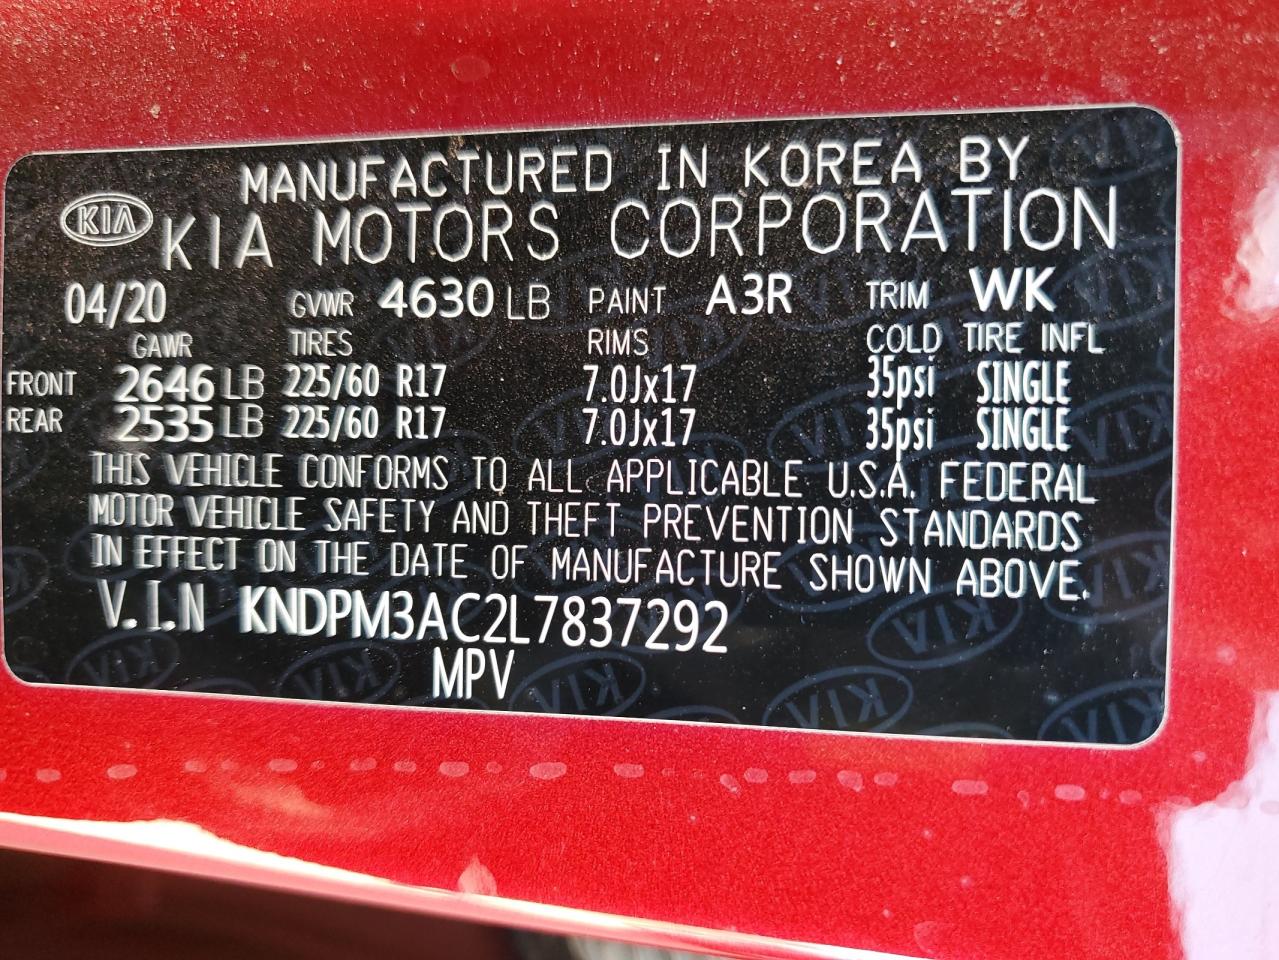 MANUFACTURED IN KOREA BY
KIA KIA MOTORS CORPORATION
04/20 GVWR 4630 LB PAINT A3R TRIM WK
GAWR TIRES RIMS COLD TIRE INFL
FRONT 2646 LB 225/60 R17 7.0Jx17 35psi SINGLE
REAR 2535 LB 225/60 R17 7.0Jx17 35psi SINGLE
THIS VEHICLE CONFORMS TO ALL APPLICABLE U.S.A. FEDERAL
MOTOR VEHICLE SAFETY AND THEFT PREVENTION STANDARDS
IN EFFECT ON THE DATE OF MANUFACTURE SHOWN ABOVE.
V.I.N KNDPM3AC2L7837292
MPV